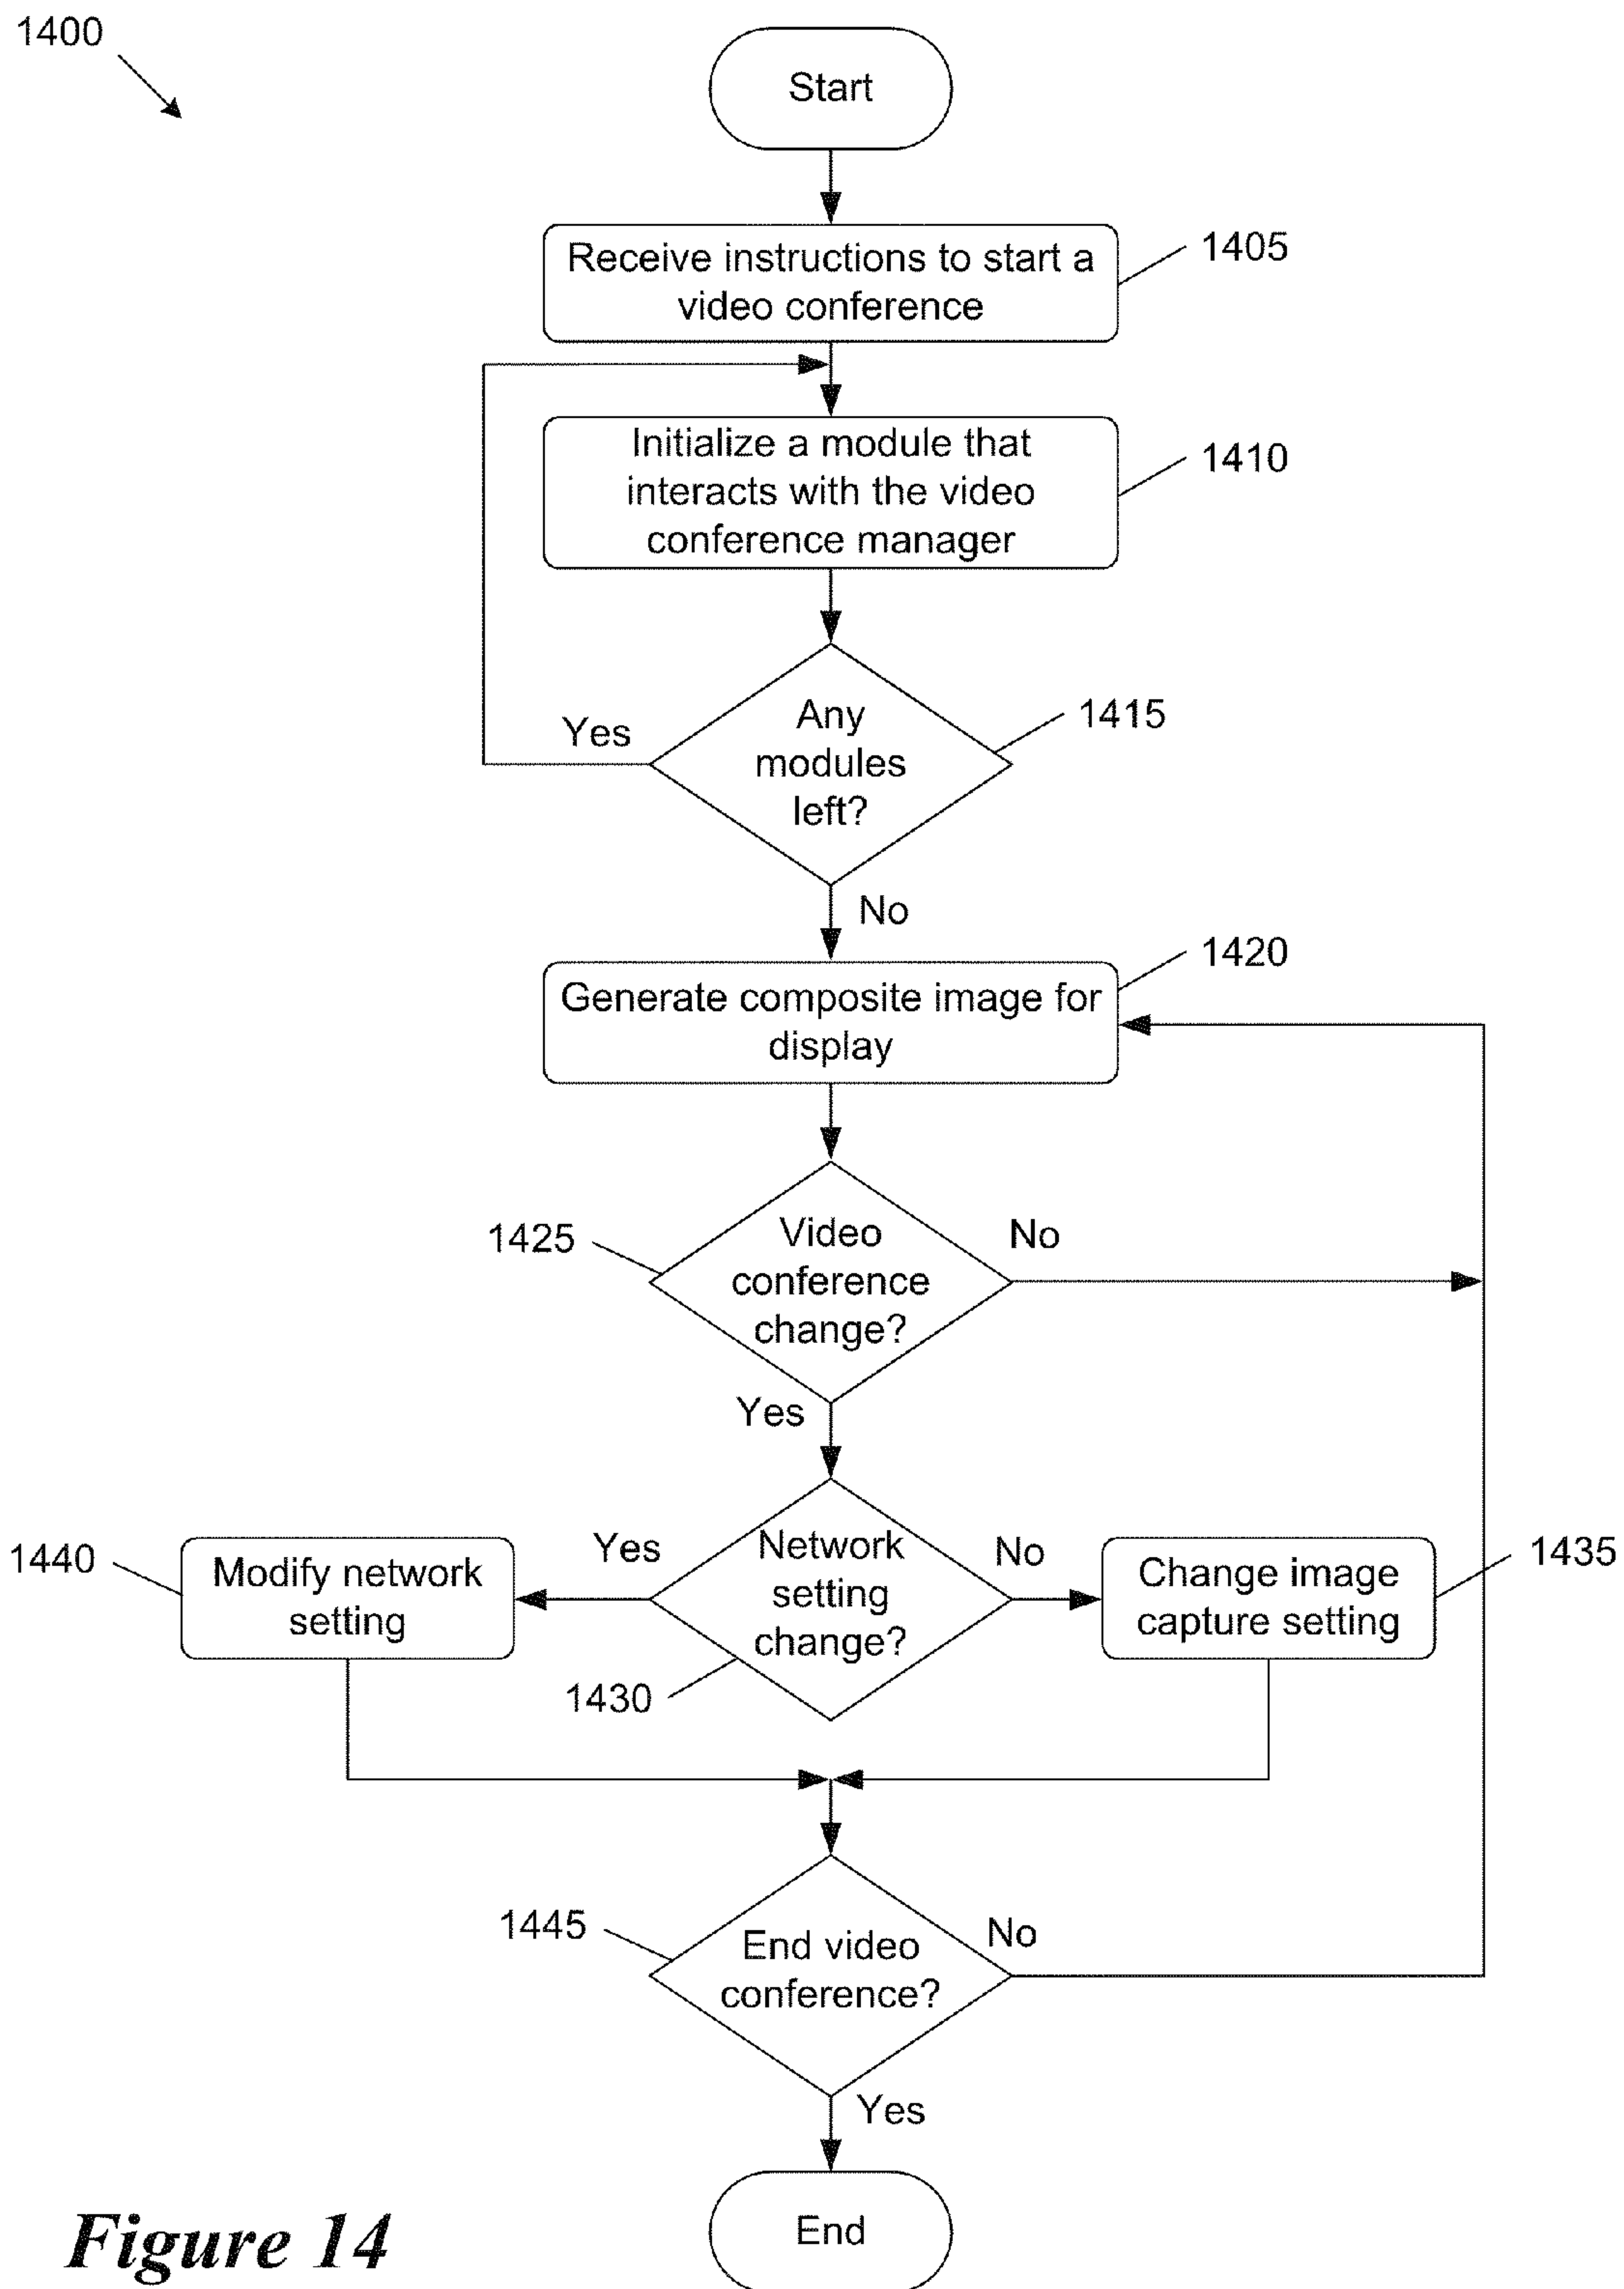 1400
Start
Receive instructions to start a
video conference
1405
Initialize a module that
interacts with the video
conference manager
1410
Any
modules
left?
1415
Yes
No
Generate composite image for
display
1420
Video
conference
change?
1425
No
Yes
Network
setting
change?
1430
Yes
No
Modify network
setting
1440
Change image
capture setting
1435
End video
conference?
1445
No
Yes
End
Figure 14